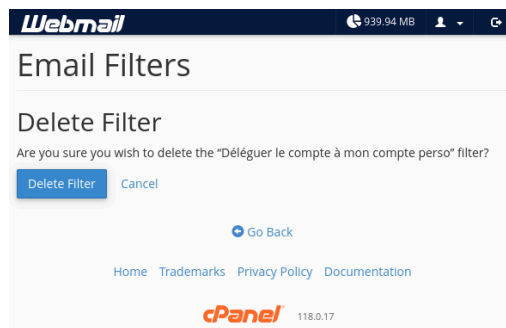 Webmail 939.94 MB
Email Filters
Delete Filter
Are you sure you wish to delete the “Déléguer le compte à mon compte perso” filter?
Delete Filter Cancel
Go Back
Home Trademarks Privacy Policy Documentation
cPanel® 118.0.17